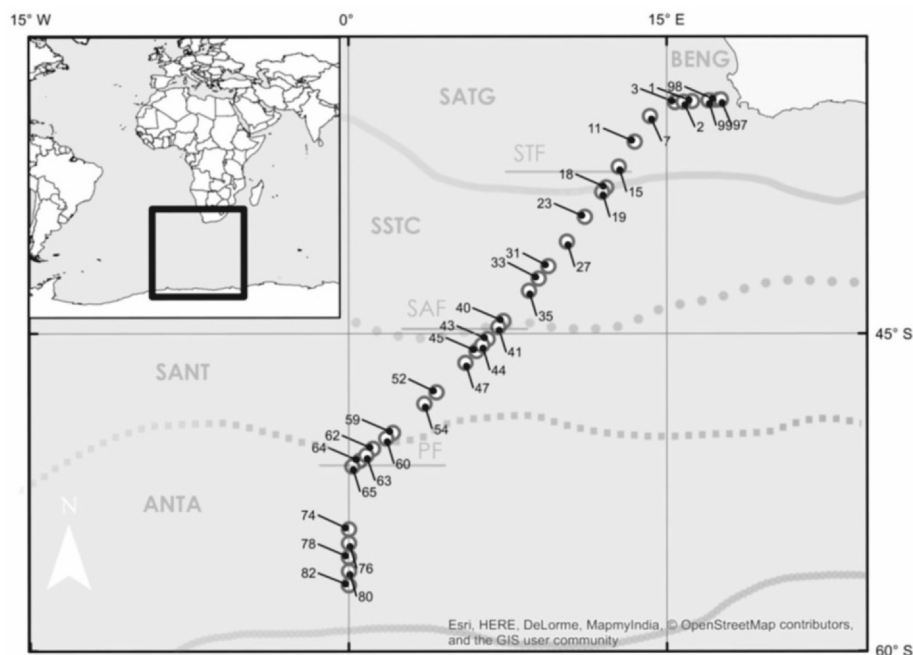 15° W
0°
15° E
BENG
98
1
3
SATG
2
9997
7
11
STF
18
15
23
19
SSTC
27
31
33
35
40
SAF
43
45° S
45
41
44
SANT
47
52
54
59
62
60
PF
64
63
65
ANTA
N
74
78
76
82
80
Esri, HERE, DeLorme, MapmyIndia, © OpenStreetMap contributors,
and the GIS user community
60° S